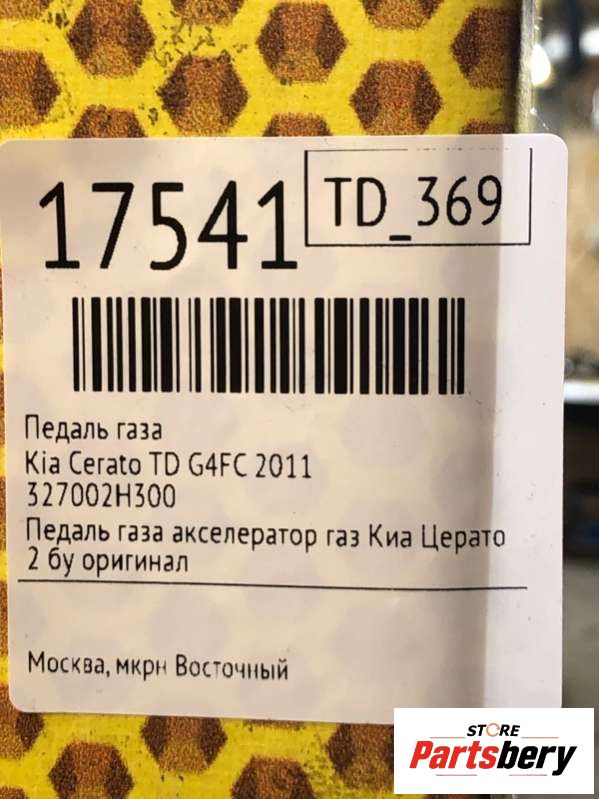 17541
TD_369
Педаль газа
Kia Cerato TD G4FC 2011
327002H300
Педаль газа акселератор газ Киа Церато
2 бу оригинал
Москва, мкрн Восточный
STORE
Partsbery